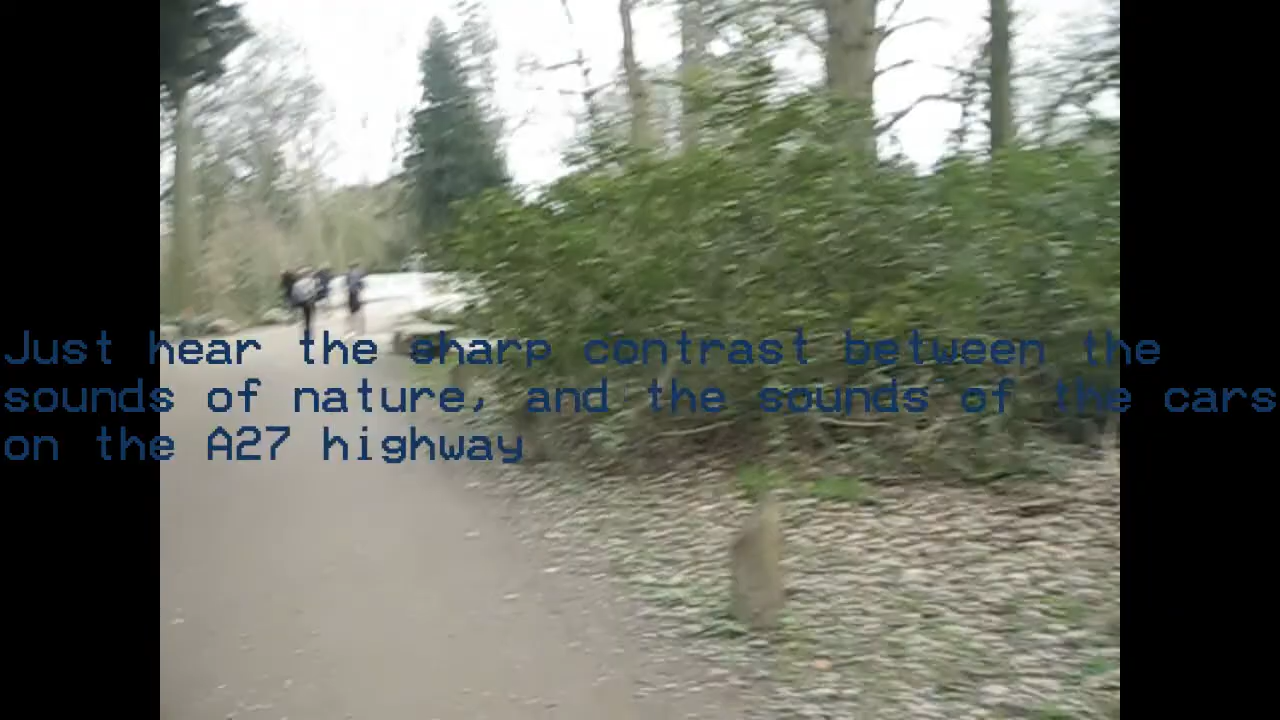 Just hear the sharp contrast between the
sounds of nature, and the sounds of the cars
on the A27 highway